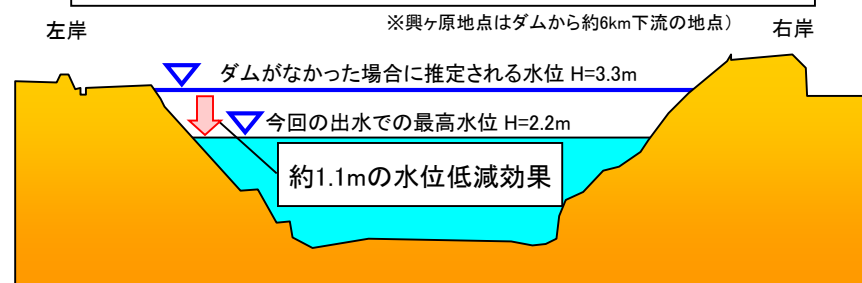 ※興ヶ原地点はダムから約6km下流の地点）
左岸
右岸
ダムがなかった場合に推定される水位 H=3.3m
今回の出水での最高水位 H=2.2m
約1.1mの水位低減効果